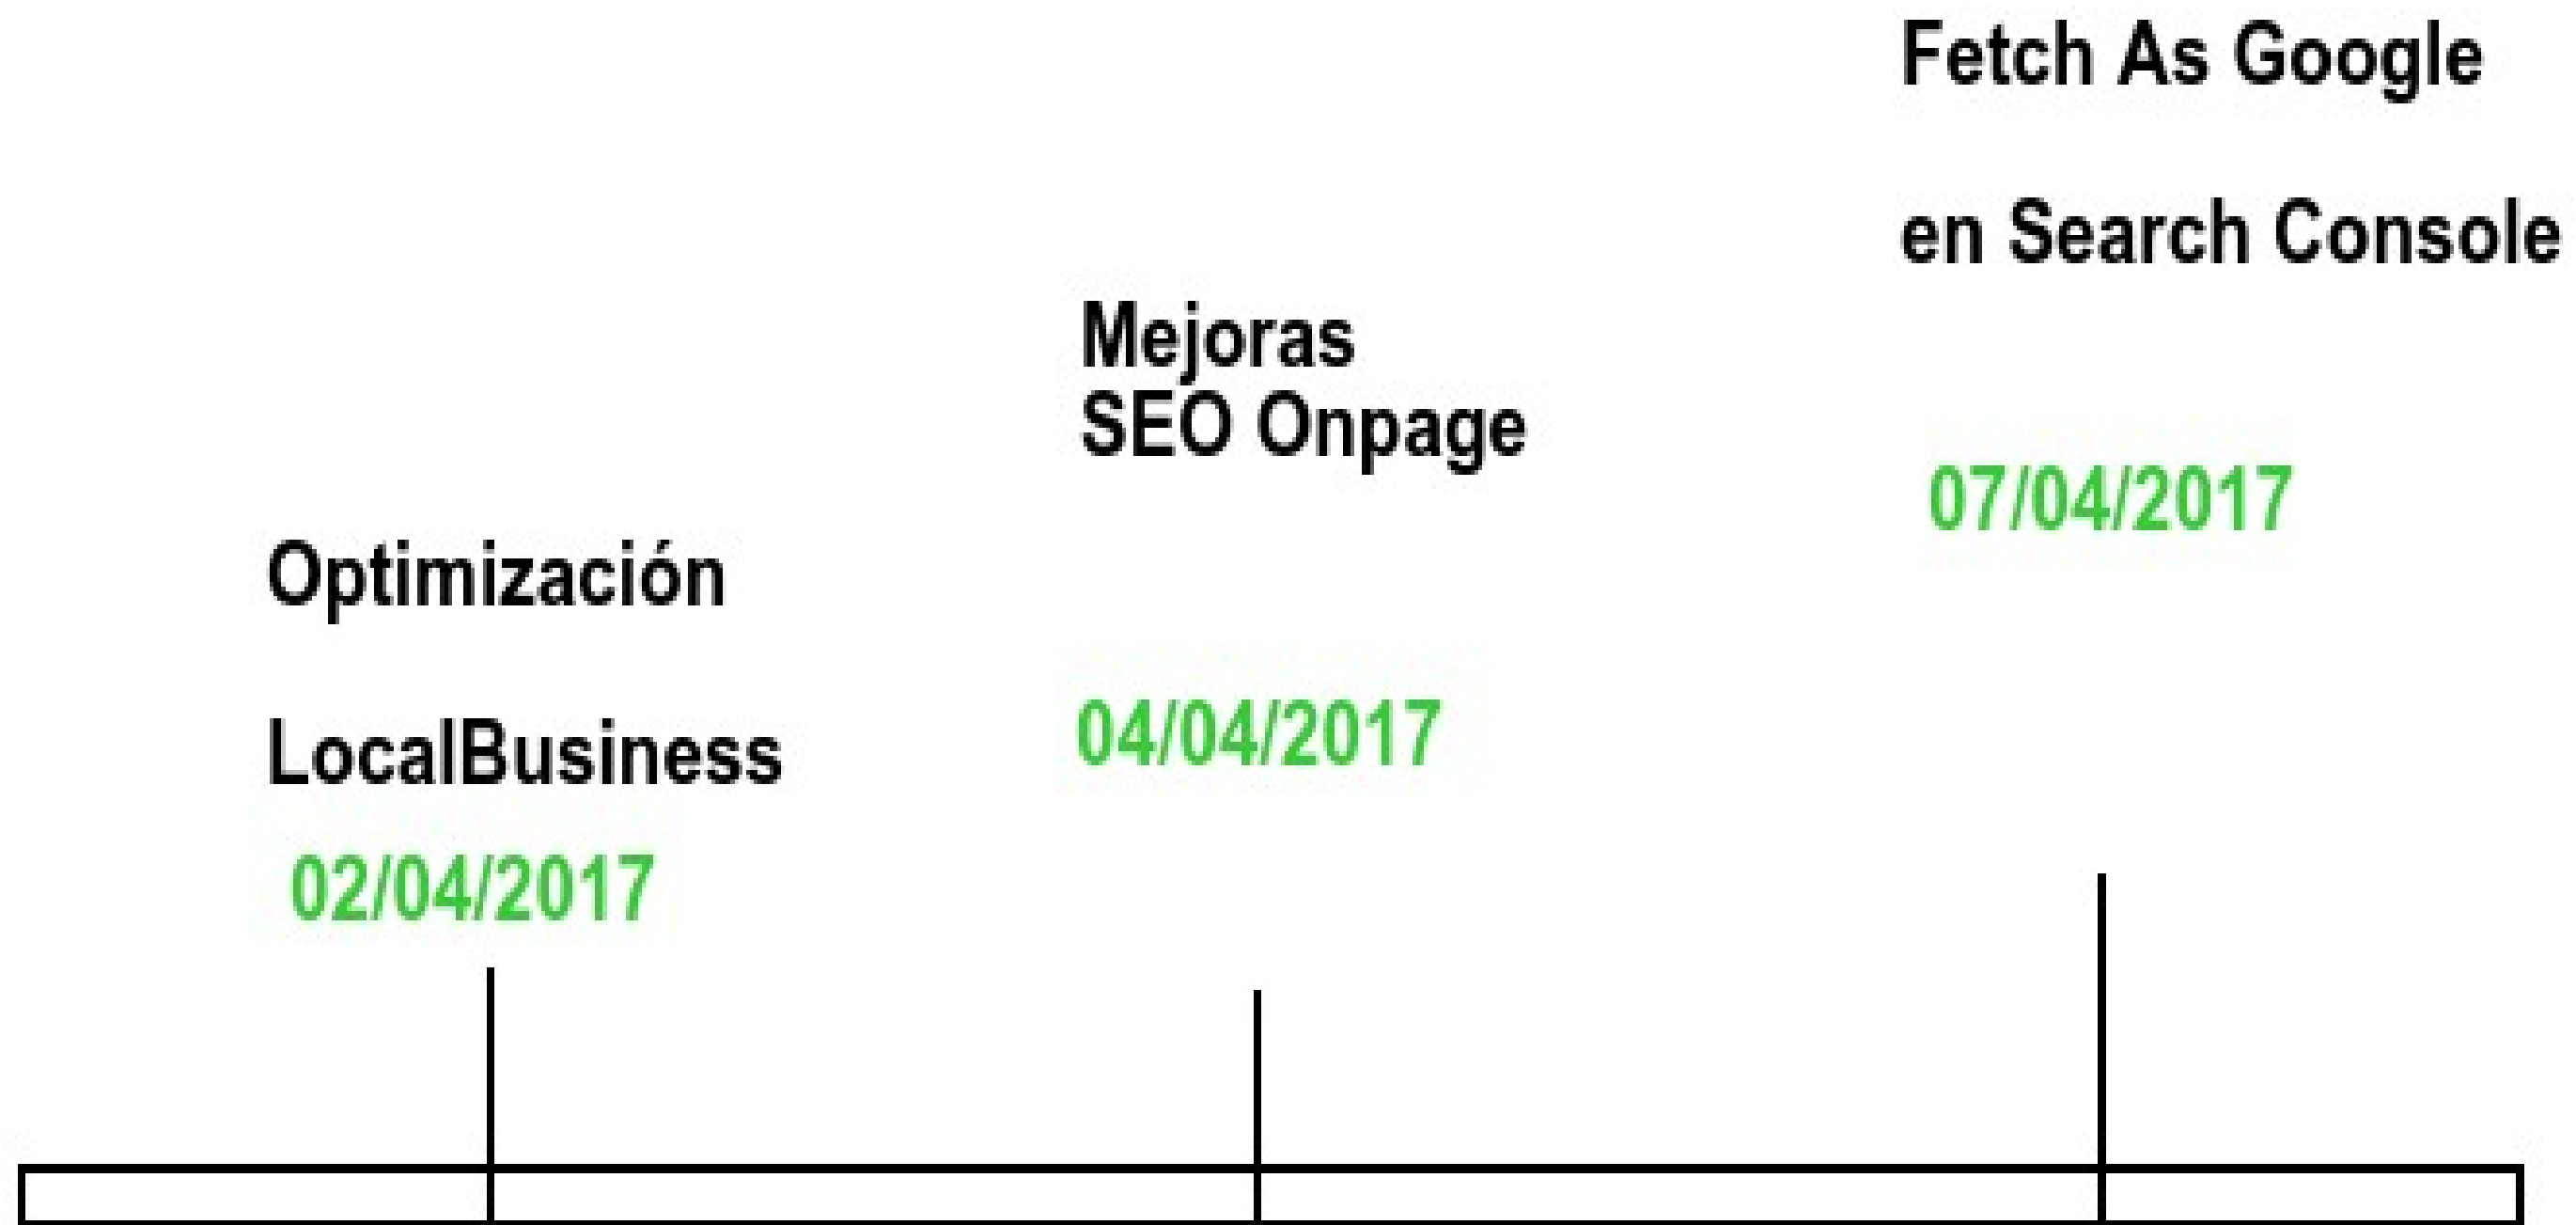 Optimización
LocalBusiness
02/04/2017
Mejoras
SEO Onpage
04/04/2017
Fetch As Google
en Search Console
07/04/2017